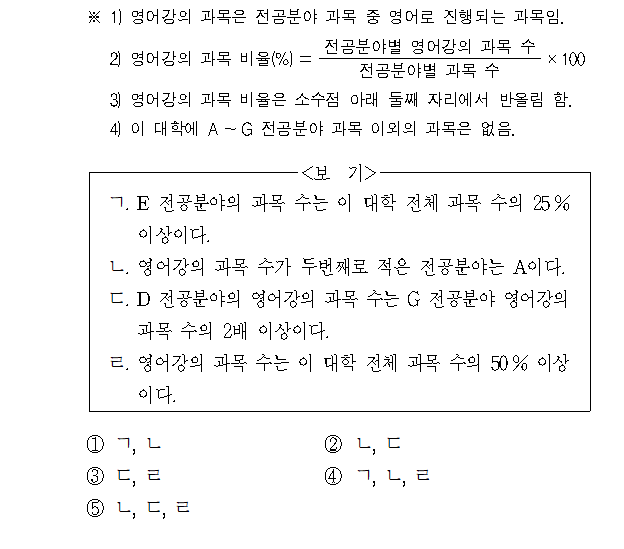 ※ 1) 영어강의 과목은 전공분야 과목 중 영어로 진행되는 과목임.
2) 영어강의 과목 비율(%) = 전공분야별 영어강의 과목 수 / 전공분야별 과목 수 × 100
3) 영어강의 과목 비율은 소수점 아래 둘째 자리에서 반올림 함.
4) 이 대학에 A ~ G 전공분야 과목 이외의 과목은 없음.
<보 기>
ㄱ. E 전공분야의 과목 수는 이 대학 전체 과목 수의 25%
이상이다.
ㄴ. 영어강의 과목 수가 두번째로 적은 전공분야는 A이다.
ㄷ. D 전공분야의 영어강의 과목 수는 G 전공분야 영어강의
과목 수의 2배 이상이다.
ㄹ. 영어강의 과목 수는 이 대학 전체 과목 수의 50% 이상
이다.
① ㄱ, ㄴ ② ㄴ, ㄷ
③ ㄷ, ㄹ ④ ㄱ, ㄴ, ㄹ
⑤ ㄴ, ㄷ, ㄹ